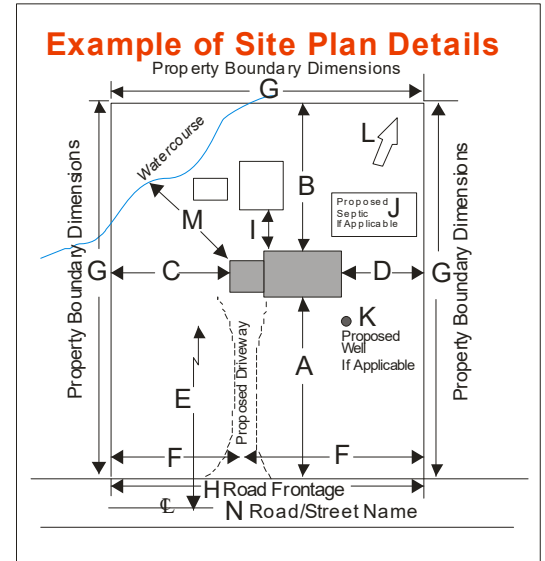 Example of Site Plan Details
Property Boundary Dimensions
G
Watercourse
L
B
Property Boundary Dimensions
Property Boundary Dimensions
Proposed
Septic J
If Applicable
M
I
G
C
D
G
K
Proposed
Well
If Applicable
A
E
Proposed Driveway
F
F
H Road Frontage
℄
N Road/Street Name